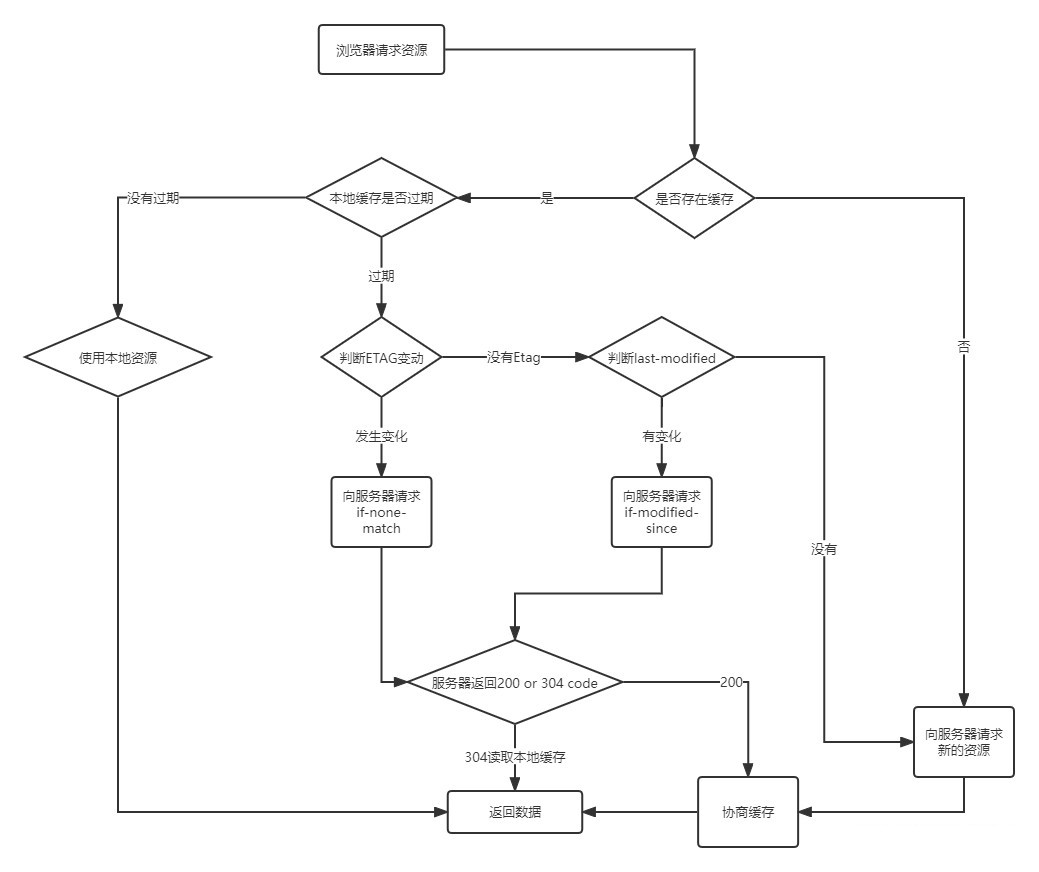 浏览器请求资源
是否存在缓存
是
本地缓存是否过期
没有过期
过期
否
使用本地资源
判断ETAG变动
没有Etag
判断last-modified
发生变化
有变化
向服务器请求
if-none-
match
向服务器请求
if-modified-
since
没有
服务器返回200 or 304 code
200
304读取本地缓存
向服务器请求
新的资源
返回数据
协商缓存